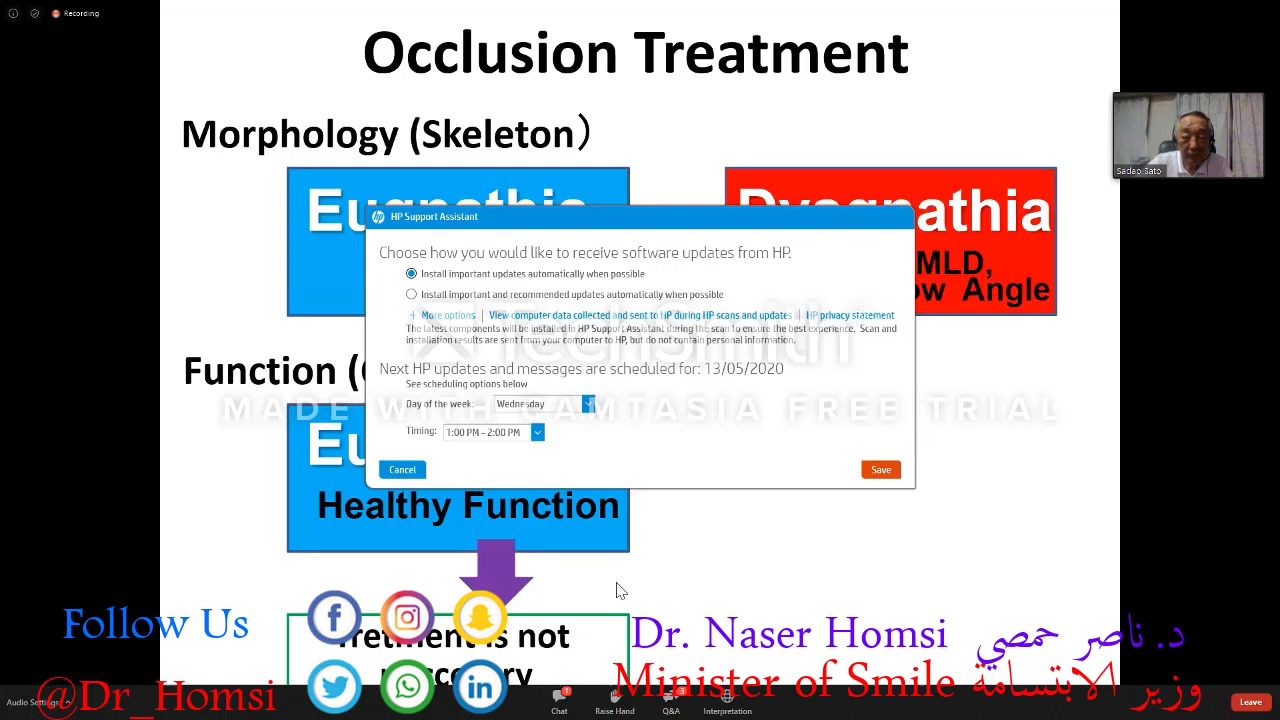 Recording
Occlusion Treatment
Morphology (Skeleton）
Sadao Sato
MLD,
Angle
HP Support Assistant
Choose how you would like to receive software updates from HP.
Install important updates automatically when possible
Install important and recommended updates automatically when possible
+ More options | View computer data collected and sent to HP during HP scans and updates | HP privacy statement
The latest components will be installed in HP Support Assistant during the scan to ensure the best experience. Scan and
installation results are sent from your computer to HP, but do not contain personal information.
TechSmith
Next HP updates and messages are scheduled for: 13/05/2020
See scheduling options below
Function
Day of the week: Wednesday
MADE WITH CAMTASIA FREE TRIAL
Timing: 1:00 PM - 2:00 PM
Cancel Save
Healthy Function
Follow Us
is not
Dr. Naser Homsi د. ناصر حمصي
@Dr_Homsi
Minister of Smile وزير الابتسامة
Audio Settings
Chat 1
Raise Hand
Q&A 3
Interpretation
Leave